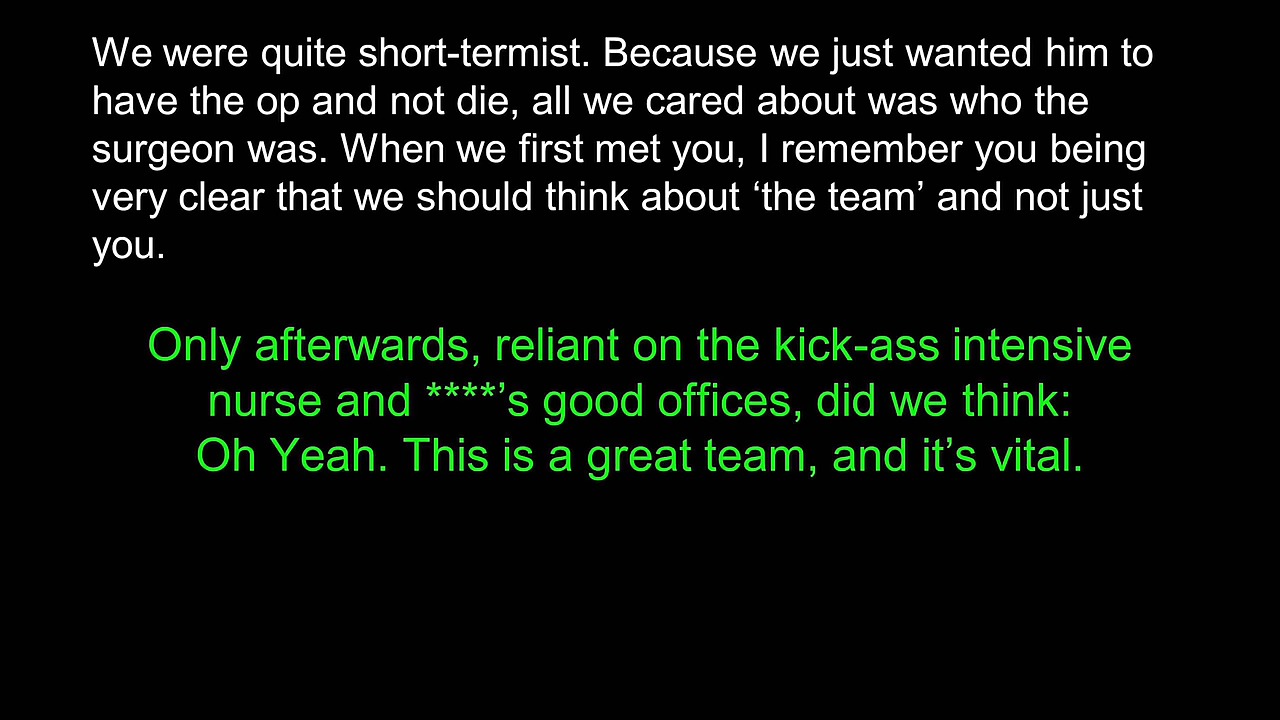 We were quite short-termist. Because we just wanted him to
have the op and not die, all we cared about was who the
surgeon was. When we first met you, I remember you being
very clear that we should think about ‘the team’ and not just
you.
Only afterwards, reliant on the kick-ass intensive
nurse and ****’s good offices, did we think:
Oh Yeah. This is a great team, and it’s vital.